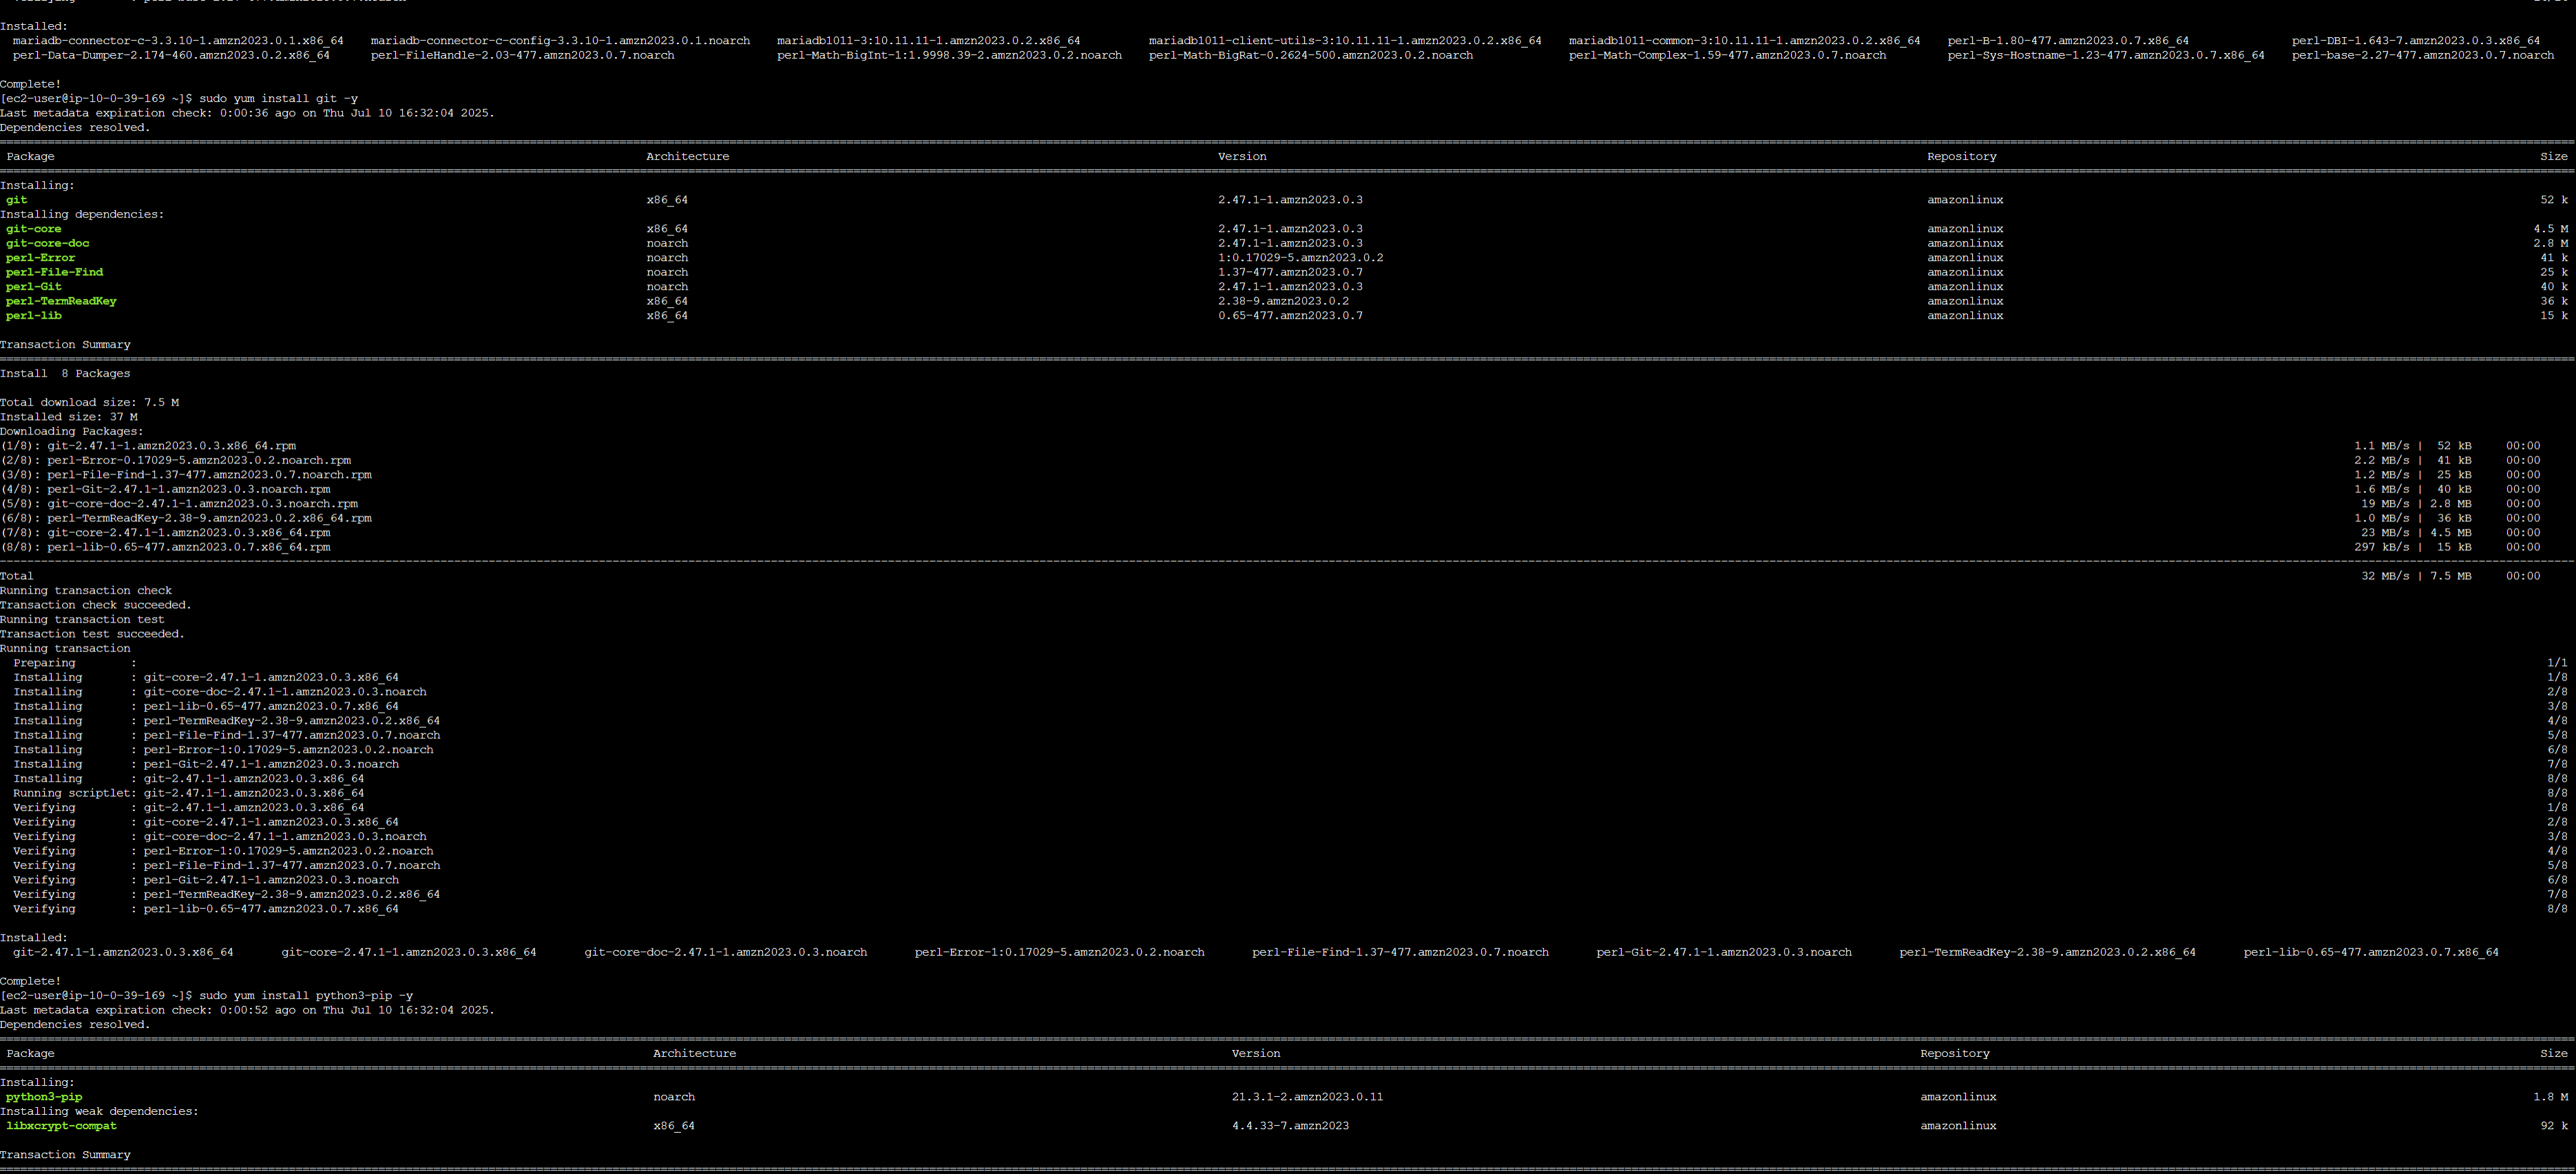 Installed:
mariadb-connector-c-3.3.10-1.amzn2023.0.1.x86_64 mariadb-connector-c-config-3.3.10-1.amzn2023.0.1.noarch mariadb1011-3:10.11.11-1.amzn2023.0.2.x86_64 mariadb1011-client-utils-3:10.11.11-1.amzn2023.0.2.x86_64 mariadb1011-common-3:10.11.11-1.amzn2023.0.2.x86_64 perl-B-1.80-477.amzn2023.0.7.x86_64 perl-DBI-1.643-7.amzn2023.0.3.x86_64
perl-Data-Dumper-2.174-460.amzn2023.0.2.x86_64 perl-FileHandle-2.03-477.amzn2023.0.7.noarch perl-Math-BigInt-1:1.9998.39-2.amzn2023.0.2.noarch perl-Math-BigRat-0.2624-500.amzn2023.0.2.noarch perl-Math-Complex-1.59-477.amzn2023.0.7.noarch perl-Sys-Hostname-1.23-477.amzn2023.0.7.x86_64 perl-base-2.27-477.amzn2023.0.7.noarch
Complete!
[ec2-user@ip-10-0-39-169 ~]$ sudo yum install git -y
Last metadata expiration check: 0:00:36 ago on Thu Jul 10 16:32:04 2025.
Dependencies resolved.
Package Architecture Version Repository Size
Installing:
git x86_64 2.47.1-1.amzn2023.0.3 amazonlinux 52 k
Installing dependencies:
git-core x86_64 2.47.1-1.amzn2023.0.3 amazonlinux 4.5 M
git-core-doc noarch 2.47.1-1.amzn2023.0.3 amazonlinux 2.8 M
perl-Error noarch 1:0.17029-5.amzn2023.0.2 amazonlinux 41 k
perl-File-Find noarch 1.37-477.amzn2023.0.7 amazonlinux 25 k
perl-Git noarch 2.47.1-1.amzn2023.0.3 amazonlinux 40 k
perl-TermReadKey x86_64 2.38-9.amzn2023.0.2 amazonlinux 36 k
perl-lib x86_64 0.65-477.amzn2023.0.7 amazonlinux 15 k
Transaction Summary
Install 8 Packages
Total download size: 7.5 M
Installed size: 37 M
Downloading Packages:
(1/8): git-2.47.1-1.amzn2023.0.3.x86_64.rpm 1.1 MB/s | 52 kB 00:00
(2/8): perl-Error-0.17029-5.amzn2023.0.2.noarch.rpm 2.2 MB/s | 41 kB 00:00
(3/8): perl-File-Find-1.37-477.amzn2023.0.7.noarch.rpm 1.2 MB/s | 25 kB 00:00
(4/8): perl-Git-2.47.1-1.amzn2023.0.3.noarch.rpm 1.6 MB/s | 40 kB 00:00
(5/8): git-core-doc-2.47.1-1.amzn2023.0.3.noarch.rpm 19 MB/s | 2.8 MB 00:00
(6/8): perl-TermReadKey-2.38-9.amzn2023.0.2.x86_64.rpm 1.0 MB/s | 36 kB 00:00
(7/8): git-core-2.47.1-1.amzn2023.0.3.x86_64.rpm 23 MB/s | 4.5 MB 00:00
(8/8): perl-lib-0.65-477.amzn2023.0.7.x86_64.rpm 297 kB/s | 15 kB 00:00
Total 32 MB/s | 7.5 MB 00:00
Running transaction check
Transaction check succeeded.
Running transaction test
Transaction test succeeded.
Running transaction
Preparing : 1/1
Installing : git-core-2.47.1-1.amzn2023.0.3.x86_64 1/8
Installing : git-core-doc-2.47.1-1.amzn2023.0.3.noarch 2/8
Installing : perl-lib-0.65-477.amzn2023.0.7.x86_64 3/8
Installing : perl-TermReadKey-2.38-9.amzn2023.0.2.x86_64 4/8
Installing : perl-File-Find-1.37-477.amzn2023.0.7.noarch 5/8
Installing : perl-Error-1:0.17029-5.amzn2023.0.2.noarch 6/8
Installing : perl-Git-2.47.1-1.amzn2023.0.3.noarch 7/8
Installing : git-2.47.1-1.amzn2023.0.3.x86_64 8/8
Running scriptlet: git-2.47.1-1.amzn2023.0.3.x86_64 8/8
Verifying : git-2.47.1-1.amzn2023.0.3.x86_64 1/8
Verifying : git-core-2.47.1-1.amzn2023.0.3.x86_64 2/8
Verifying : git-core-doc-2.47.1-1.amzn2023.0.3.noarch 3/8
Verifying : perl-Error-1:0.17029-5.amzn2023.0.2.noarch 4/8
Verifying : perl-File-Find-1.37-477.amzn2023.0.7.noarch 5/8
Verifying : perl-Git-2.47.1-1.amzn2023.0.3.noarch 6/8
Verifying : perl-TermReadKey-2.38-9.amzn2023.0.2.x86_64 7/8
Verifying : perl-lib-0.65-477.amzn2023.0.7.x86_64 8/8
Installed:
git-2.47.1-1.amzn2023.0.3.x86_64 git-core-2.47.1-1.amzn2023.0.3.x86_64 git-core-doc-2.47.1-1.amzn2023.0.3.noarch perl-Error-1:0.17029-5.amzn2023.0.2.noarch perl-File-Find-1.37-477.amzn2023.0.7.noarch perl-Git-2.47.1-1.amzn2023.0.3.noarch perl-TermReadKey-2.38-9.amzn2023.0.2.x86_64 perl-lib-0.65-477.amzn2023.0.7.x86_64
Complete!
[ec2-user@ip-10-0-39-169 ~]$ sudo yum install python3-pip -y
Last metadata expiration check: 0:00:52 ago on Thu Jul 10 16:32:04 2025.
Dependencies resolved.
Package Architecture Version Repository Size
Installing:
python3-pip noarch 21.3.1-2.amzn2023.0.11 amazonlinux 1.8 M
Installing weak dependencies:
libxcrypt-compat x86_64 4.4.33-7.amzn2023 amazonlinux 92 k
Transaction Summary